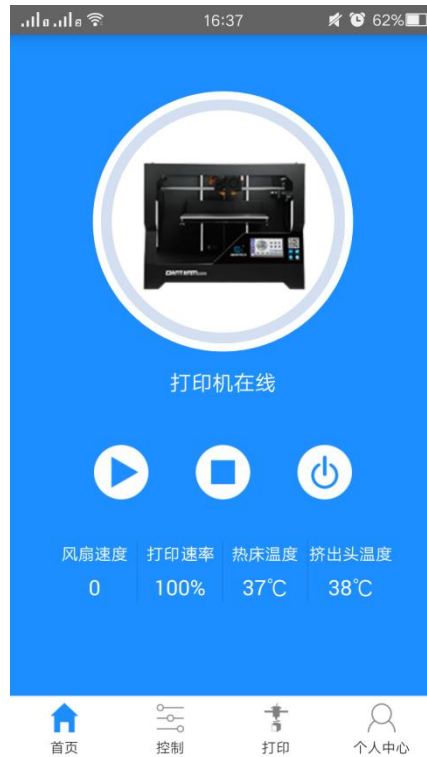 16:37 62%
打印机在线
风扇速度 打印速率 热床温度 挤出头温度
0 100% 37℃ 38℃
首页 控制 打印 个人中心